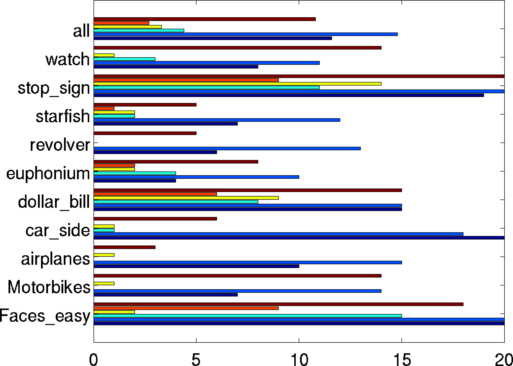 all
watch
stop_sign
starfish
revolver
euphonium
dollar_bill
car_side
airplanes
Motorbikes
Faces_easy
0 5 10 15 20